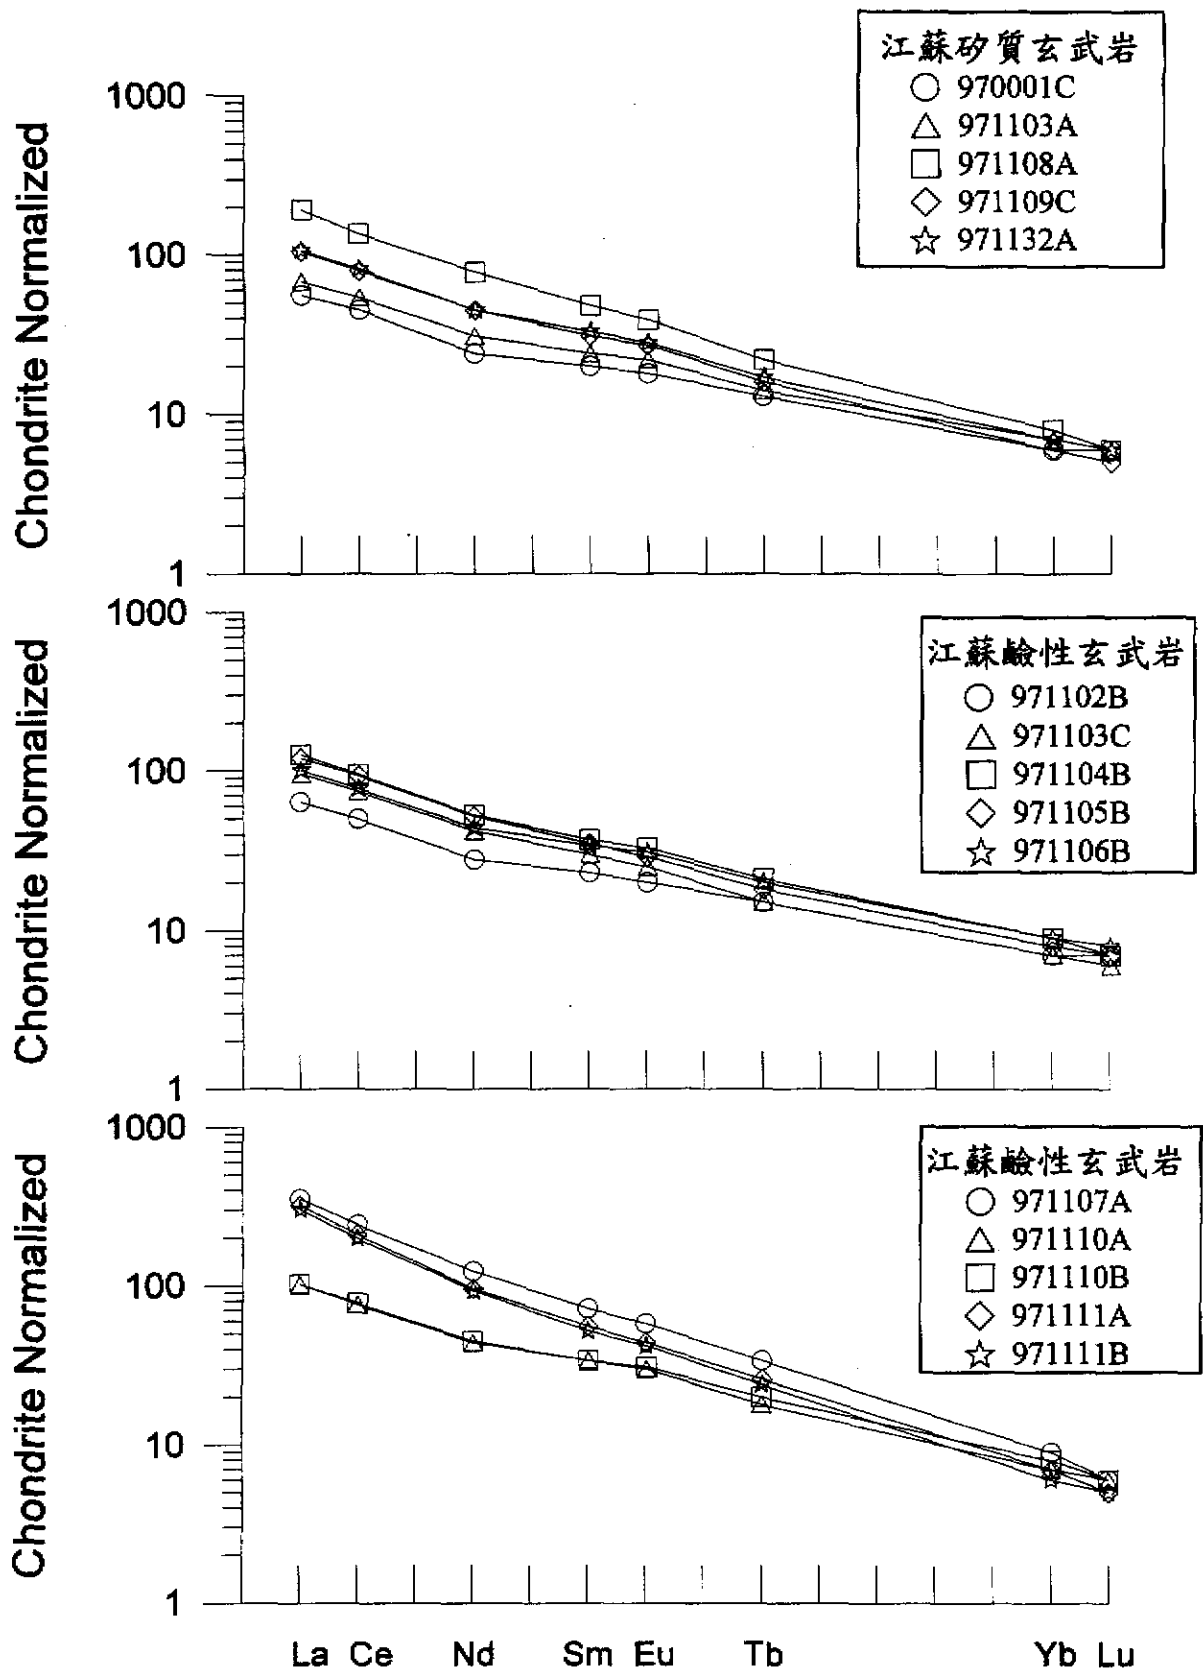 江蘇矽質玄武岩
970001C
971103A
971108A
971109C
971132A
Chondrite Normalized
1000
100
10
1
江蘇鹼性玄武岩
971102B
971103C
971104B
971105B
971106B
Chondrite Normalized
1000
100
10
1
江蘇鹼性玄武岩
971107A
971110A
971110B
971111A
971111B
Chondrite Normalized
1000
100
10
1
La Ce Nd Sm Eu Tb Yb Lu